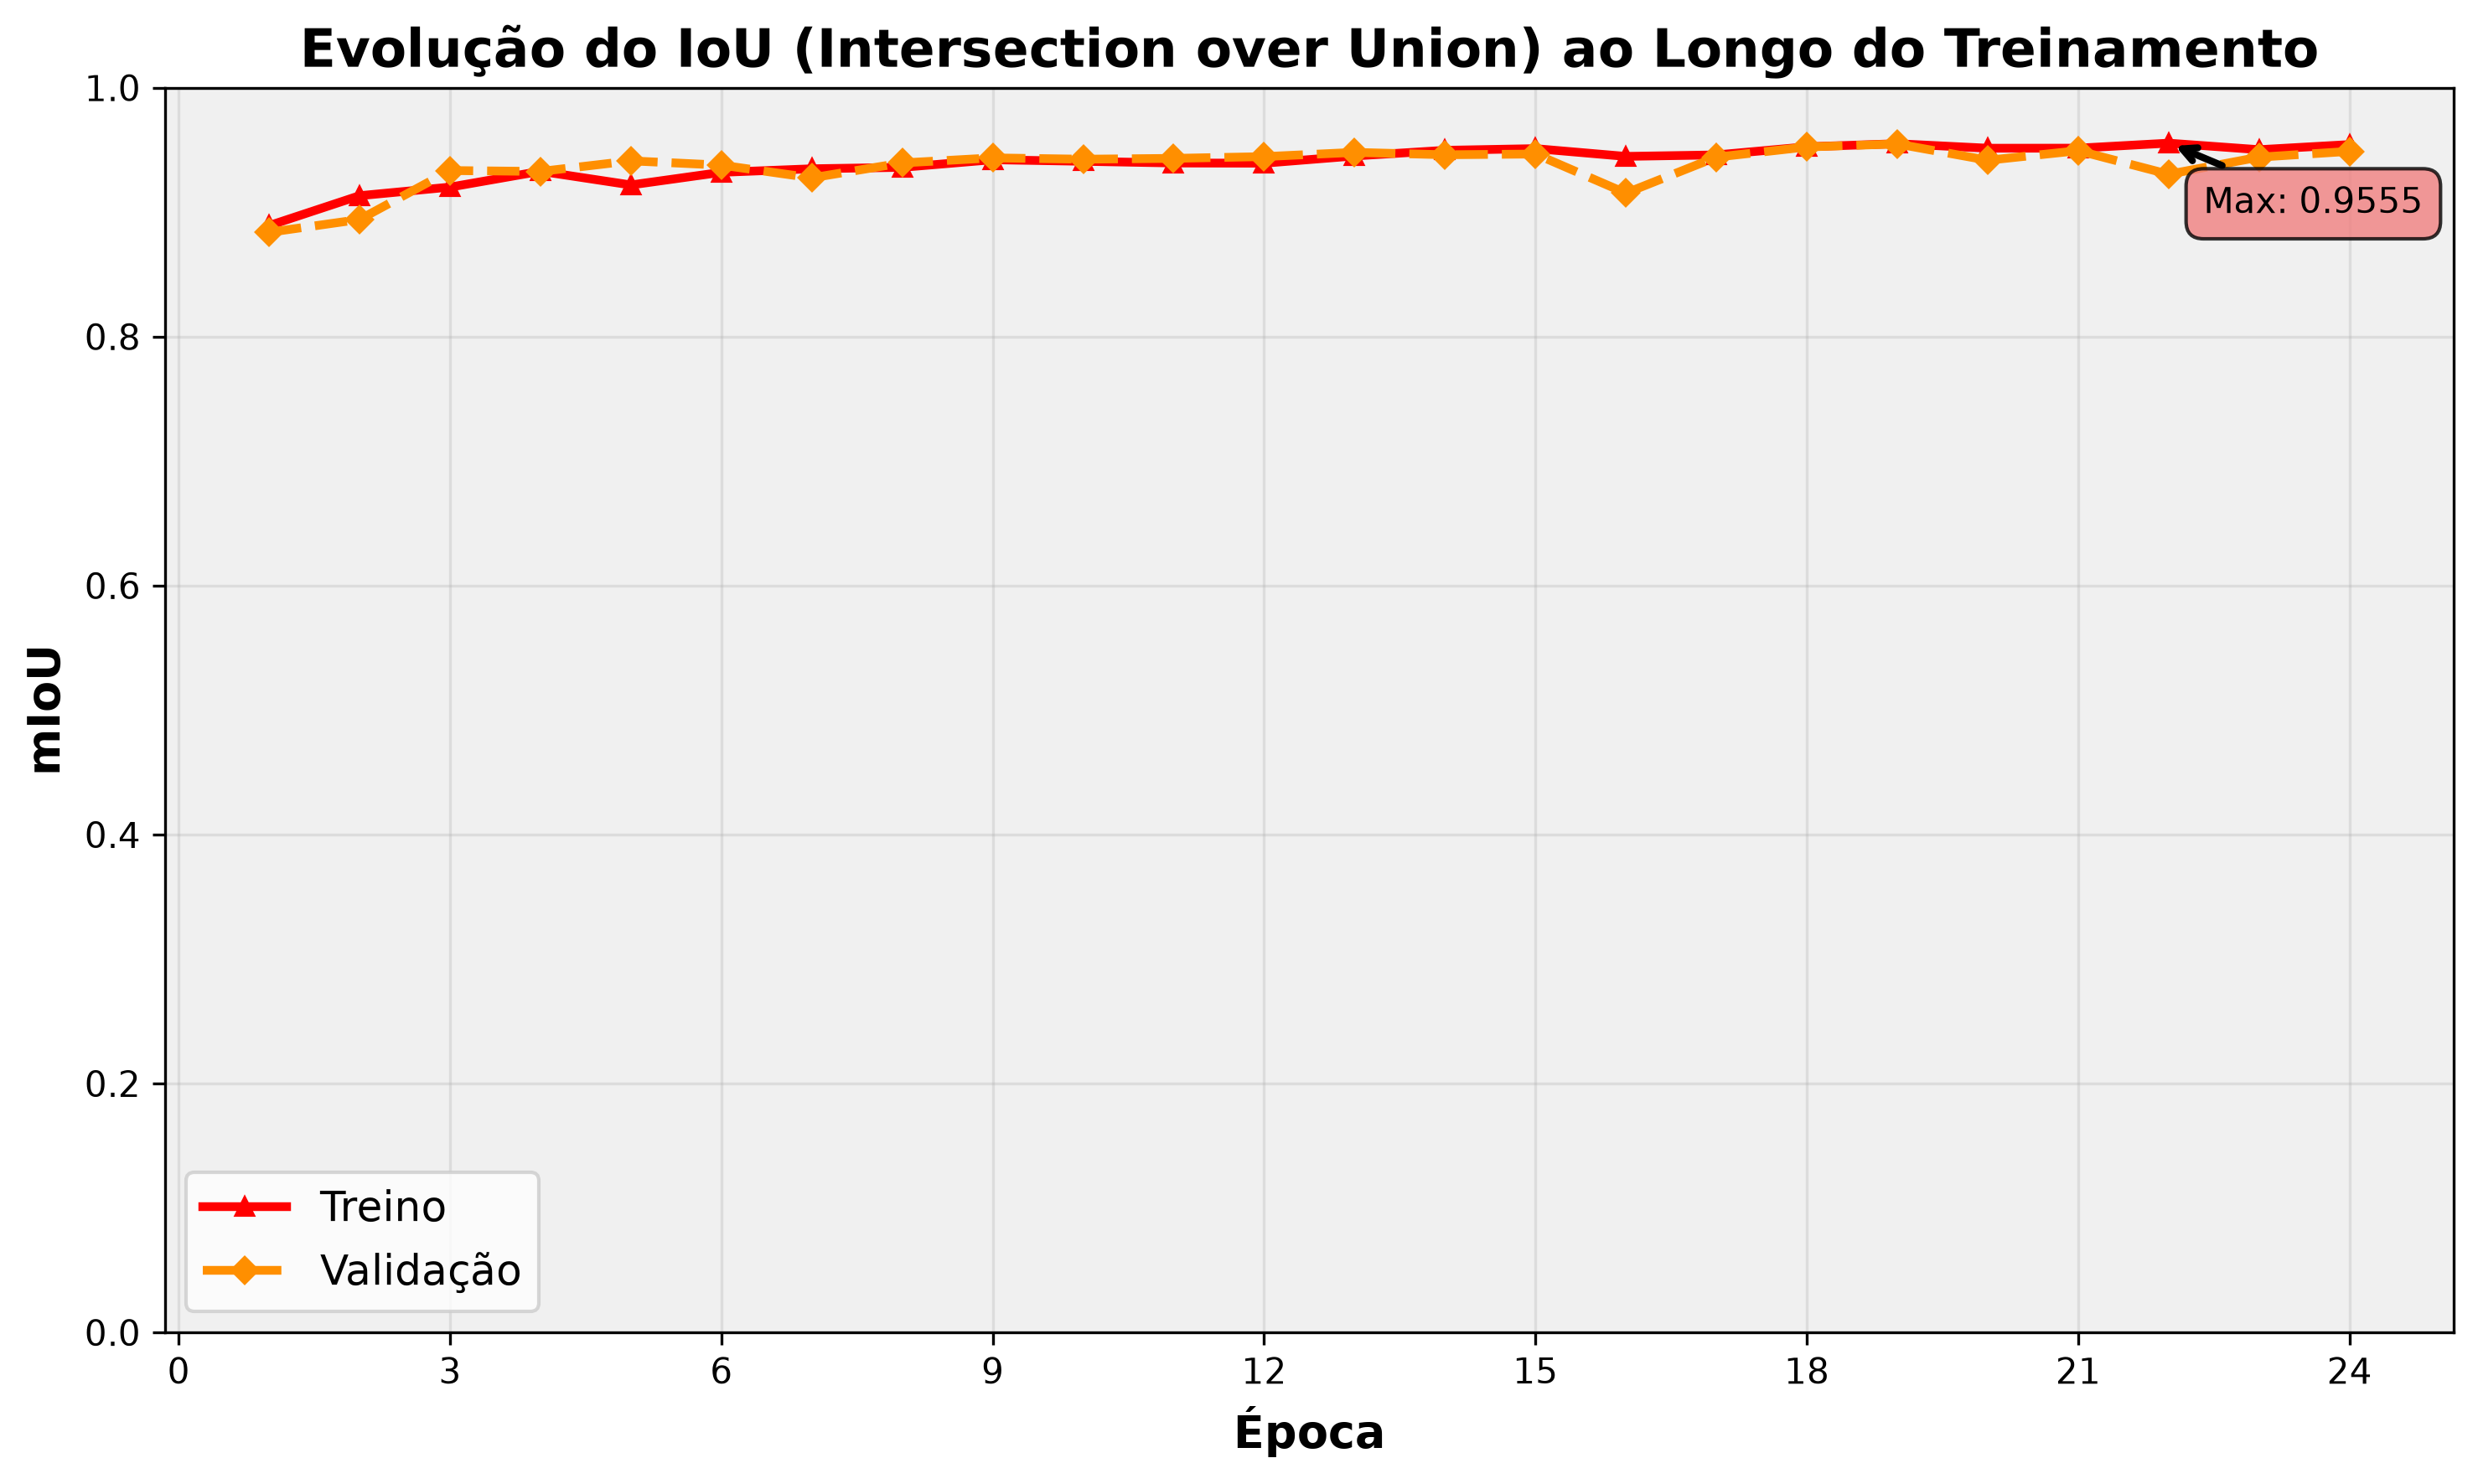 Evolução do IoU (Intersection over Union) ao Longo do Treinamento
1.0
0.8
0.6
0.4
0.2
0.0
mIoU
Max: 0.9555
Treino
Validação
0 3 6 9 12 15 18 21 24
Época